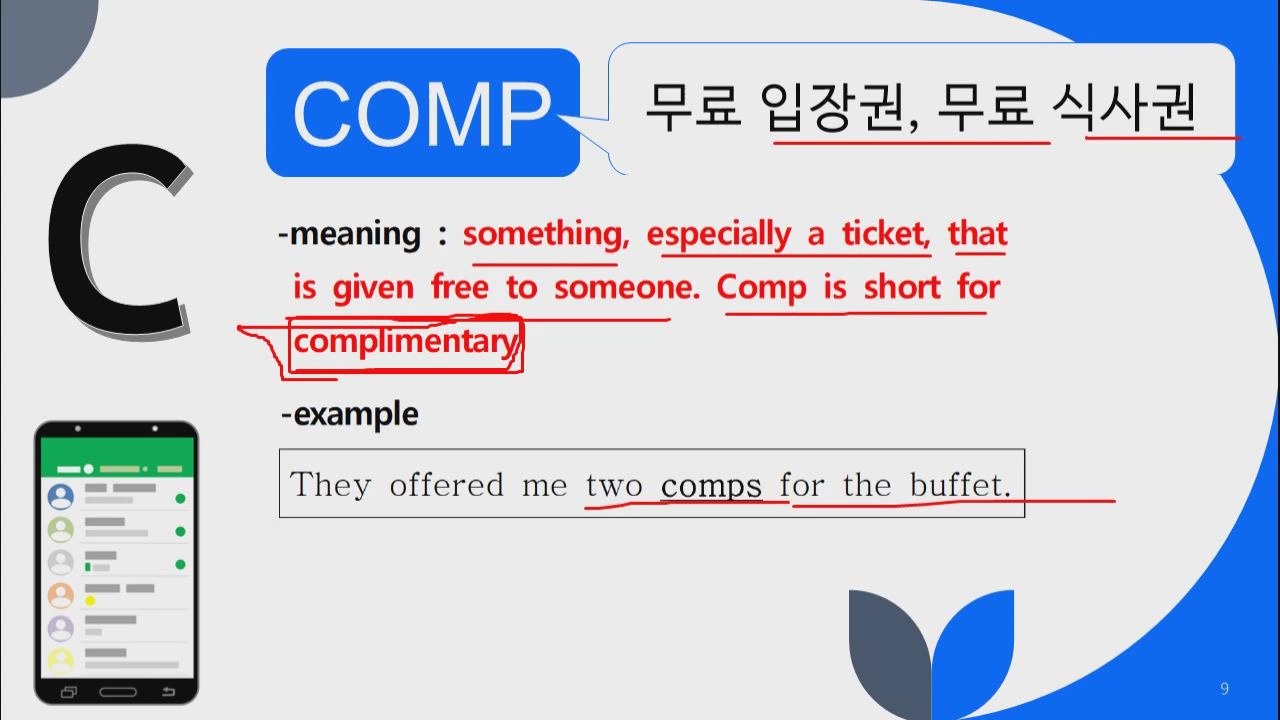 C
COMP
무료 입장권, 무료 식사권
-meaning : something, especially a ticket, that
is given free to someone. Comp is short for
complimentary
-example
They offered me two comps for the buffet.
9